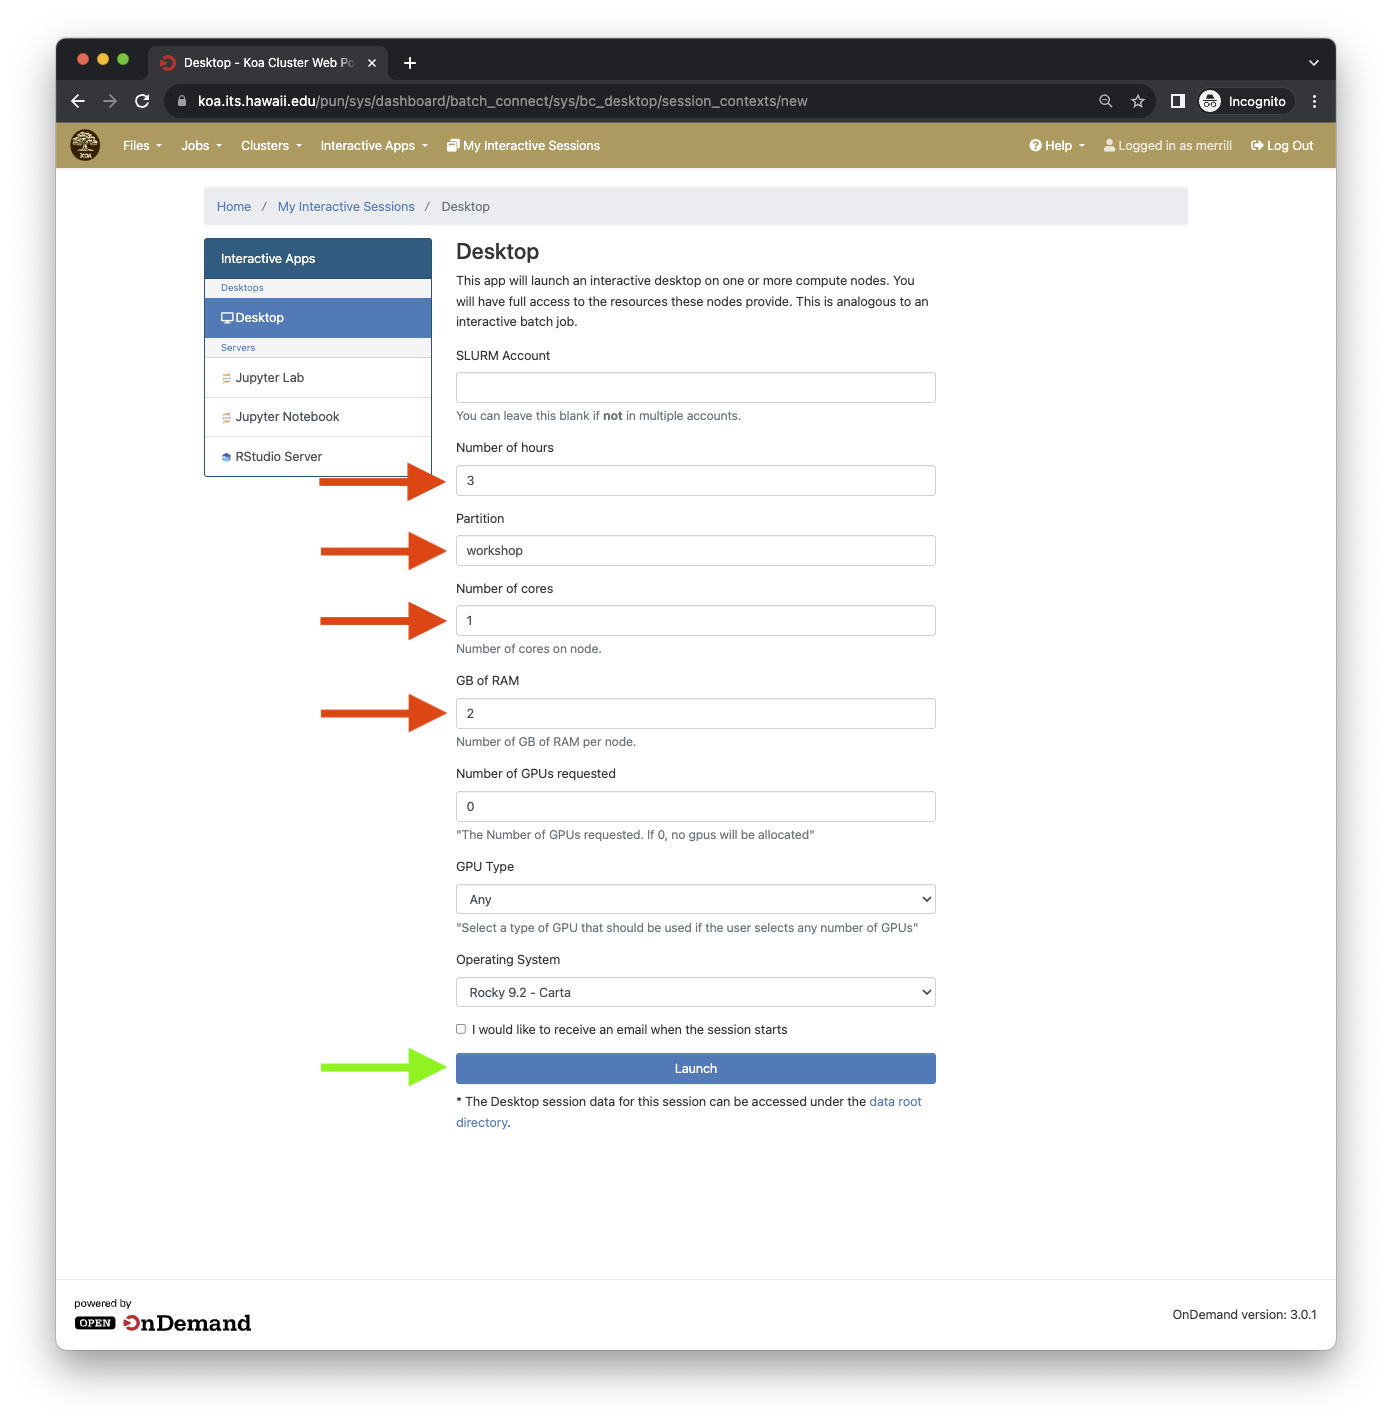 Desktop - Koa Cluster Web Po
koa.its.hawaii.edu/pun/sys/dashboard/batch_connect/sys/bc_desktop/session_contexts/new
Incognito
KOA
Files
Jobs
Clusters
Interactive Apps
My Interactive Sessions
Help
Logged in as merrill
Log Out
Home / My Interactive Sessions / Desktop
Interactive Apps
Desktops
Desktop
Servers
Jupyter Lab
Jupyter Notebook
RStudio Server
Desktop
This app will launch an interactive desktop on one or more compute nodes. You
will have full access to the resources these nodes provide. This is analogous to an
interactive batch job.
SLURM Account
You can leave this blank if not in multiple accounts.
Number of hours
3
Partition
workshop
Number of cores
1
Number of cores on node.
GB of RAM
2
Number of GB of RAM per node.
Number of GPUs requested
0
"The Number of GPUs requested. If 0, no gpus will be allocated"
GPU Type
Any
"Select a type of GPU that should be used if the user selects any number of GPUs"
Operating System
Rocky 9.2 - Carta
I would like to receive an email when the session starts
Launch
* The Desktop session data for this session can be accessed under the data root
directory.
powered by
OPEN OnDemand
OnDemand version: 3.0.1